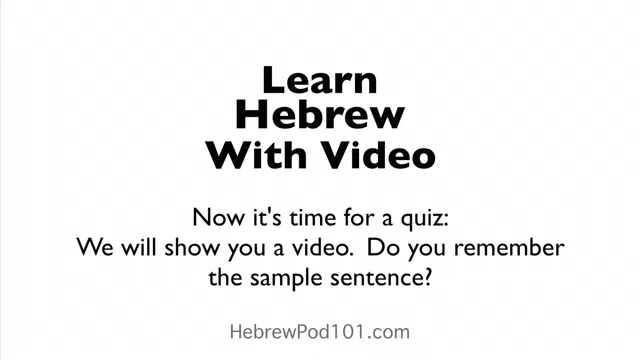 Learn
Hebrew
With Video
Now it's time for a quiz:
We will show you a video.  Do you remember
the sample sentence?
HebrewPod101.com